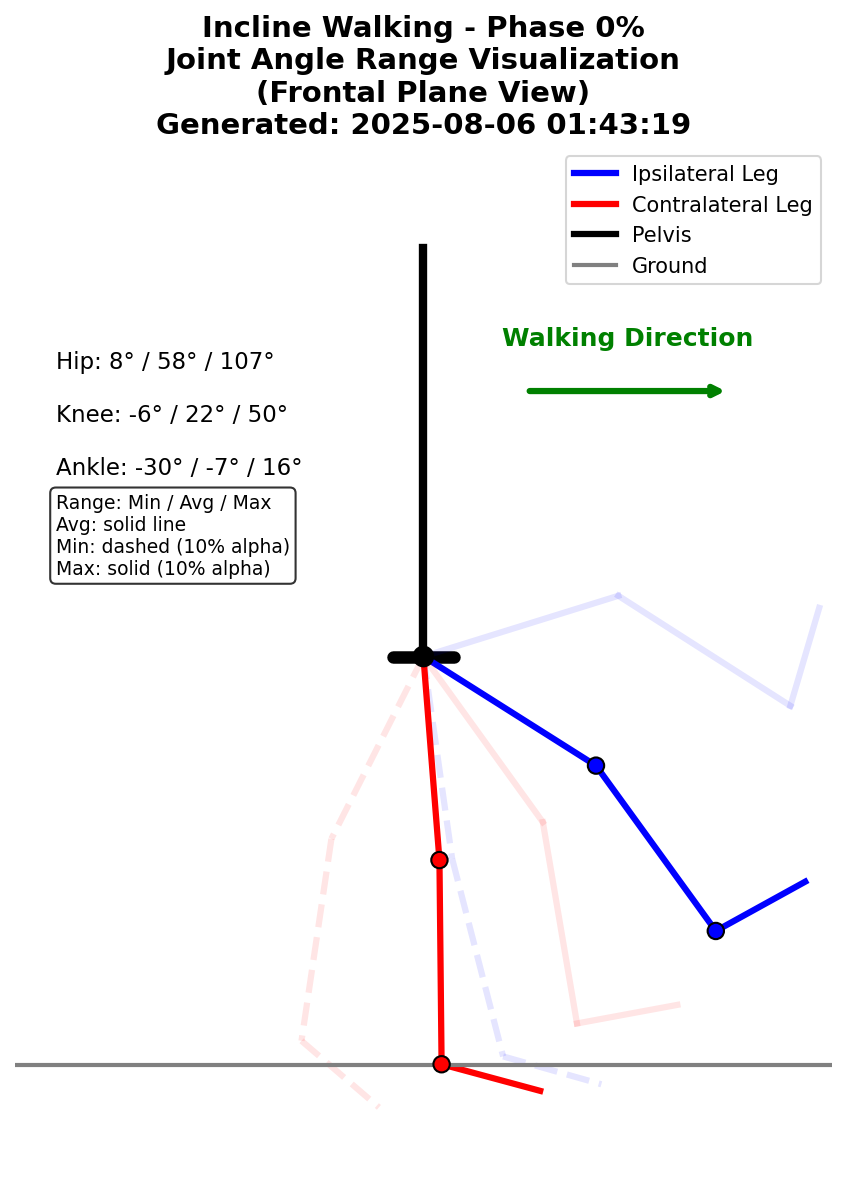 Incline Walking - Phase 0%
Joint Angle Range Visualization
(Frontal Plane View)
Generated: 2025-08-06 01:43:19
Ipsilateral Leg
Contralateral Leg
Pelvis
Ground
Walking Direction
Hip: 8° / 58° / 107°
Knee: -6° / 22° / 50°
Ankle: -30° / -7° / 16°
Range: Min / Avg / Max
Avg: solid line
Min: dashed (10% alpha)
Max: solid (10% alpha)